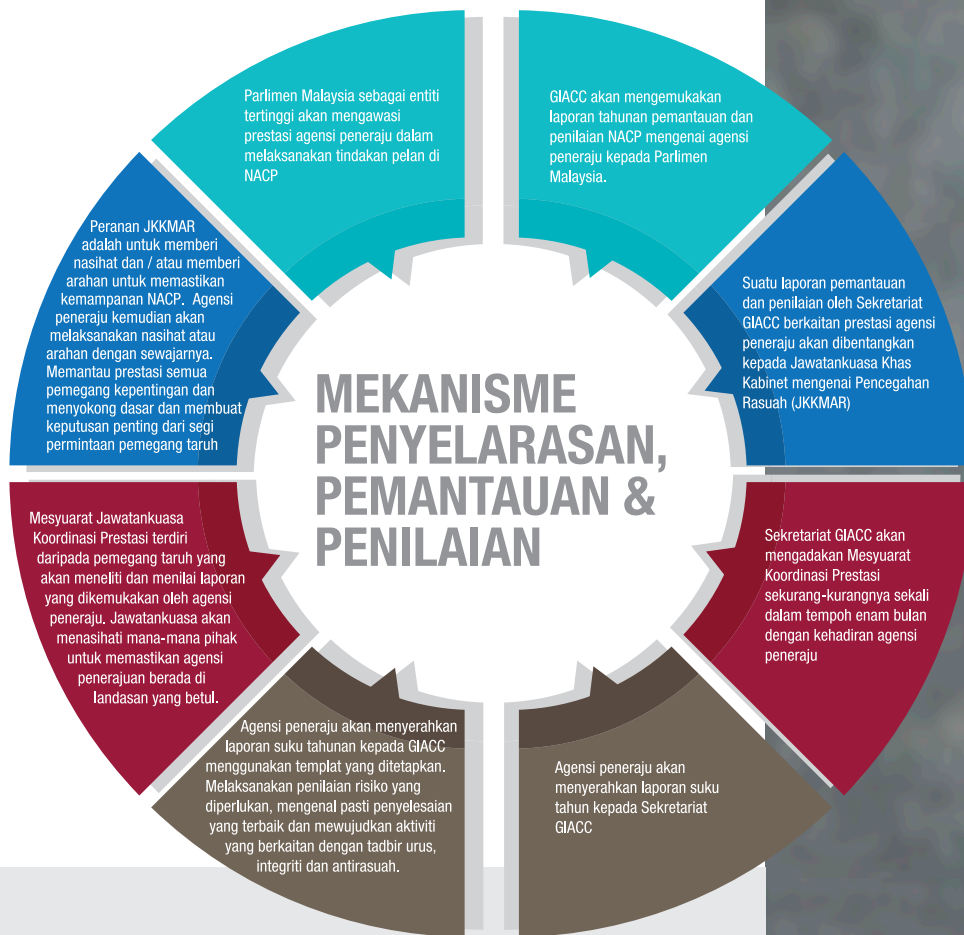 Parlimen Malaysia sebagai entiti
tertinggi akan mengawasi
prestasi agensi peneraju dalam
melaksanakan tindakan pelan di
NACP
GIACC akan mengemukakan
laporan tahunan pemantauan dan
penilaian NACP mengenai agensi
peneraju kepada Parlimen
Malaysia.
Peranan JKKMAR
adalah untuk memberi
nasihat dan / atau memberi
arahan untuk memastikan
kemampanan NACP. Agensi
peneraju kemudian akan
melaksanakan nasihat atau
arahan dengan sewajarnya.
Memantau prestasi semua
pemegang kepentingan dan
menyokong dasar dan membuat
keputusan penting dari segi
permintaan pemegang taruh
Suatu laporan pemantauan
dan penilaian oleh Sekretariat
GIACC berkaitan prestasi agensi
peneraju akan dibentangkan
kepada Jawatankuasa Khas
Kabinet mengenai Pencegahan
Rasuah (JKKMAR)
MEKANISME
PENYELARASAN,
PEMANTAUAN &
PENILAIAN
Mesyuarat Jawatankuasa
Koordinasi Prestasi terdiri
daripada pemegang taruh yang
akan meneliti dan menilai laporan
yang dikemukakan oleh agensi
peneraju. Jawatankuasa akan
menasihati mana-mana pihak
untuk memastikan agensi
penerajuan berada di
landasan yang betul.
Sekretariat GIACC akan
mengadakan Mesyuarat
Koordinasi Prestasi
sekurang-kurangnya sekali
dalam tempoh enam bulan
dengan kehadiran agensi
peneraju
Agensi peneraju akan menyerahkan
laporan suku tahunan kepada GIACC
menggunakan templat yang ditetapkan.
Melaksanakan penilaian risiko yang
diperlukan, mengenal pasti penyelesaian
yang terbaik dan mewujudkan aktiviti
yang berkaitan dengan tadbir urus,
integriti dan antirasuah.
Agensi peneraju akan
menyerahkan laporan suku
tahun kepada Sekretariat
GIACC